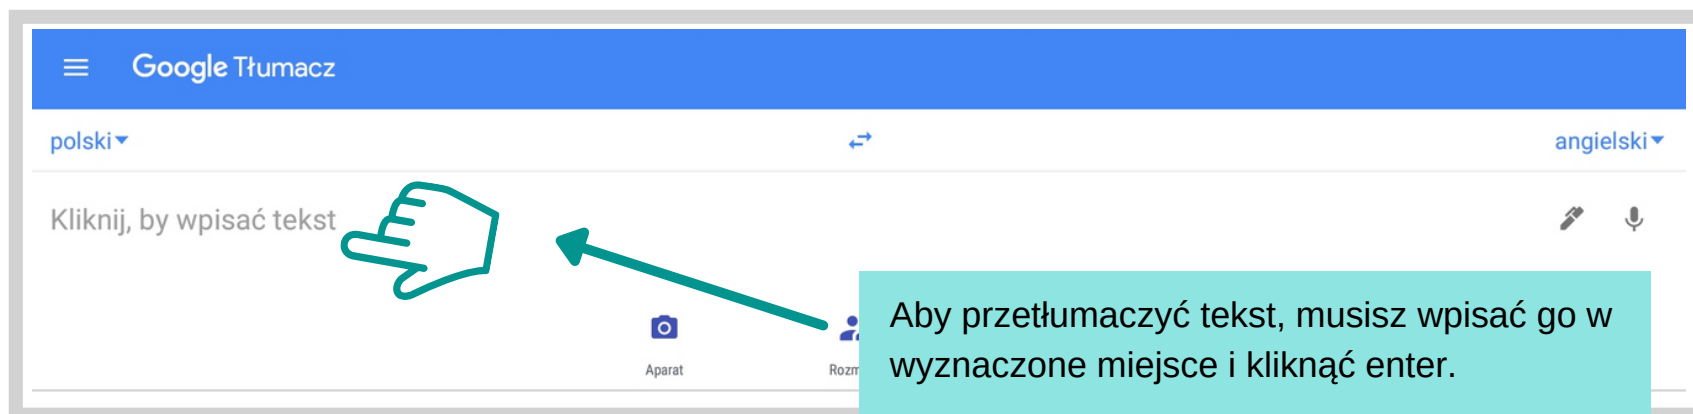 Google Tłumacz
polski
angielski
Kliknij, by wpisać tekst
Aby przetłumaczyć tekst, musisz wpisać go w
wyznaczone miejsce i kliknąć enter.
Aparat